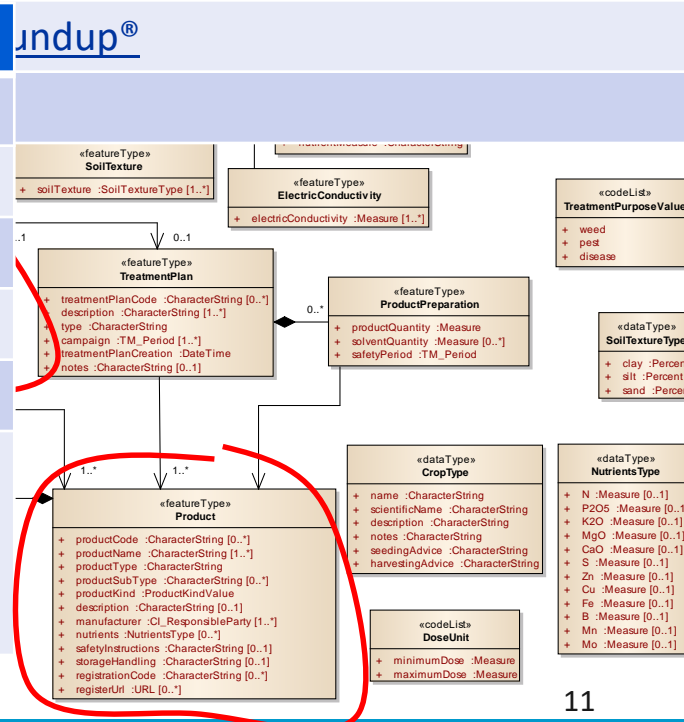 undup®
«featureType»
SoilTexture
+ soilTexture :SoilTextureType [1..*]
«featureType»
ElectricConductivity
+ electricConductivity :Measure [1..*]
«codeList»
TreatmentPurposeValue
+ weed
+ pest
+ disease
..1
0..1
«featureType»
TreatmentPlan
+ treatmentPlanCode :CharacterString [0..*]
+ description :CharacterString [1..*]
+ type :CharacterString
+ campaign :TM_Period [1..*]
+ treatmentPlanCreation :DateTime
+ notes :CharacterString [0..1]
0..*
«featureType»
ProductPreparation
+ productQuantity :Measure
+ solventQuantity :Measure [0..*]
+ safetyPeriod :TM_Period
«dataType»
SoilTextureType
+ clay :Percen
+ silt :Percent
+ sand :Perce
1..*
1..*
«featureType»
Product
+ productCode :CharacterString [0..*]
+ productName :CharacterString [1..*]
+ productType :CharacterString
+ productSubType :CharacterString [0..*]
+ productKind :ProductKindValue
+ description :CharacterString [0..1]
+ manufacturer :CI_ResponsibleParty [1..*]
+ nutrients :NutrientsType [0..*]
+ safetyInstructions :CharacterString [0..1]
+ storageHandling :CharacterString [0..1]
+ registrationCode :CharacterString [0..*]
+ registerUrl :URL [0..*]
«dataType»
CropType
+ name :CharacterString
+ scientificName :CharacterString
+ description :CharacterString
+ notes :CharacterString
+ seedingAdvice :CharacterString
+ harvestingAdvice :CharacterString
«dataType»
NutrientsType
+ N :Measure [0..1]
+ P2O5 :Measure [0..1
+ K2O :Measure [0..1]
+ MgO :Measure [0..1]
+ CaO :Measure [0..1]
+ S :Measure [0..1]
+ Zn :Measure [0..1]
+ Cu :Measure [0..1]
+ Fe :Measure [0..1]
+ B :Measure [0..1]
+ Mn :Measure [0..1]
+ Mo :Measure [0..1]
«codeList»
DoseUnit
+ minimumDose :Measure
+ maximumDose :Measure
11